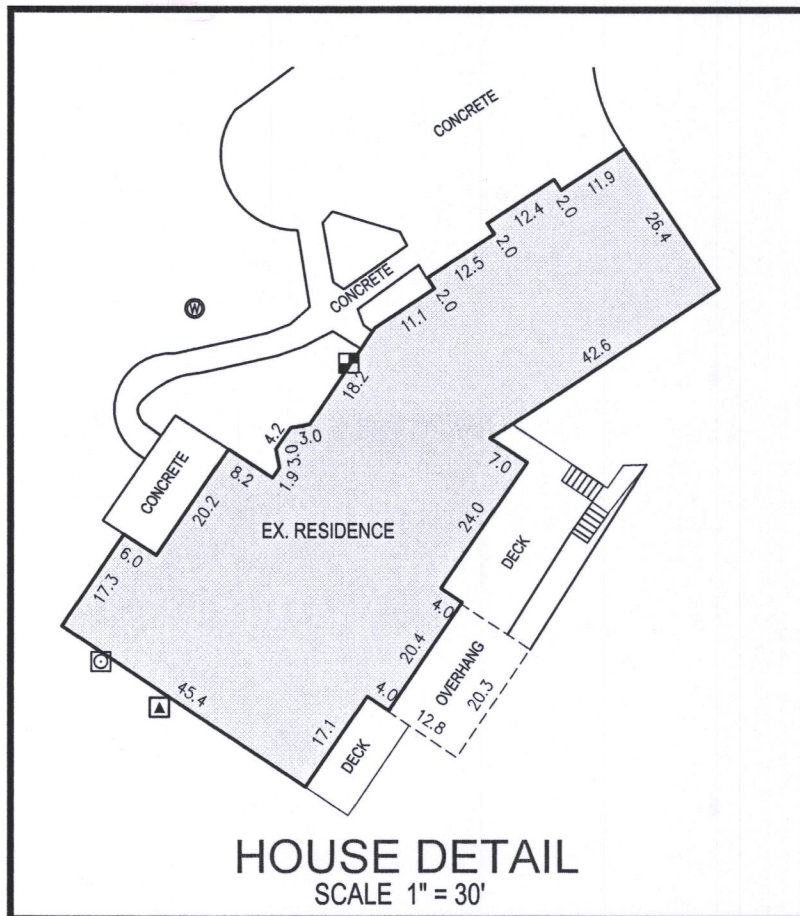 CONCRETE
11.9
12.4
2.0
26.4
2.0
12.5
CONCRETE
2.0
11.1
W
42.6
18.2
4.2
3.0
3.0
7.0
8.2
1.9
CONCRETE
20.2
24.0
EX. RESIDENCE
DECK
6.0
17.3
4.0
20.4
OVERHANG
45.4
4.0
20.3
12.8
17.1
DECK
HOUSE DETAIL
SCALE 1" = 30'